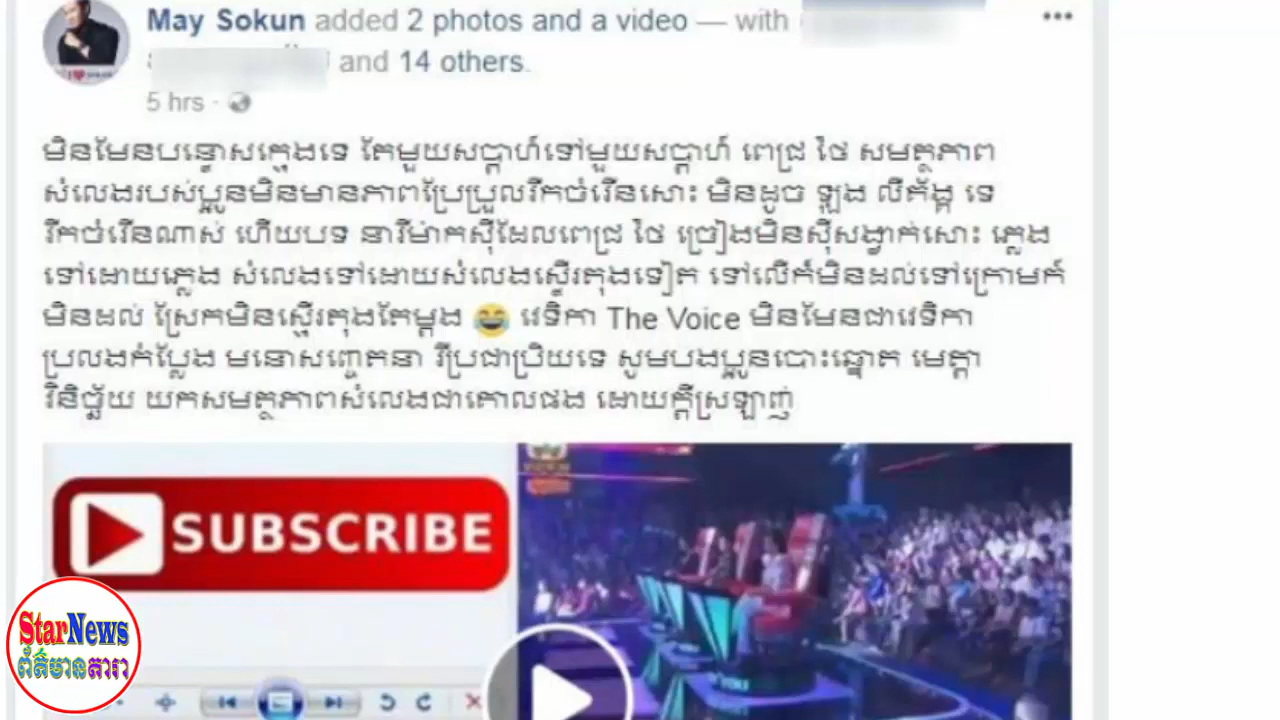 May Sokun added 2 photos and a video — with
and 14 others.
5 hrs ·
មិនមែនបន្ទោសក្មេងទេ តែមួយសប្តាហ៍ទៅមួយសប្តាហ៍ ពេជ្រ ថៃ សមត្ថភាព
សំលេងរបស់ប្អូនមិនមានភាពប្រែប្រួលរីកចំរើនសោះ មិនដូច ឡុង លីគ័ង្គ ទេ
រីកចំរើនណាស់ ហើយបទ នារីម៉ាកស៊ីដែលពេជ្រ ថៃ ច្រៀងមិនស៊ីសង្វាក់សោះ ភ្លេង
ទៅដោយភ្លេង សំលេងទៅដោយសំលេងស្ទើរតុងទៀត ទៅលើក៍មិនដល់ទៅក្រោមក៍
មិនដល់ ស្រែកមិនស្មើរតុងតែម្តង 😂 វេទិកា The Voice មិនមែនជាវេទិកា
ប្រលងកំប្លែង មនោសញ្ចេតនា រីប្រជាប្រិយទេ សូមបងប្អូនបោះឆ្នោត មេត្តា
វិនិច្ឆ័យ យកសមត្ថភាពសំលេងជាគោលផង ដោយក្តីស្រឡាញ់
SUBSCRIBE
StarNews
ព័ត៌មានតារា